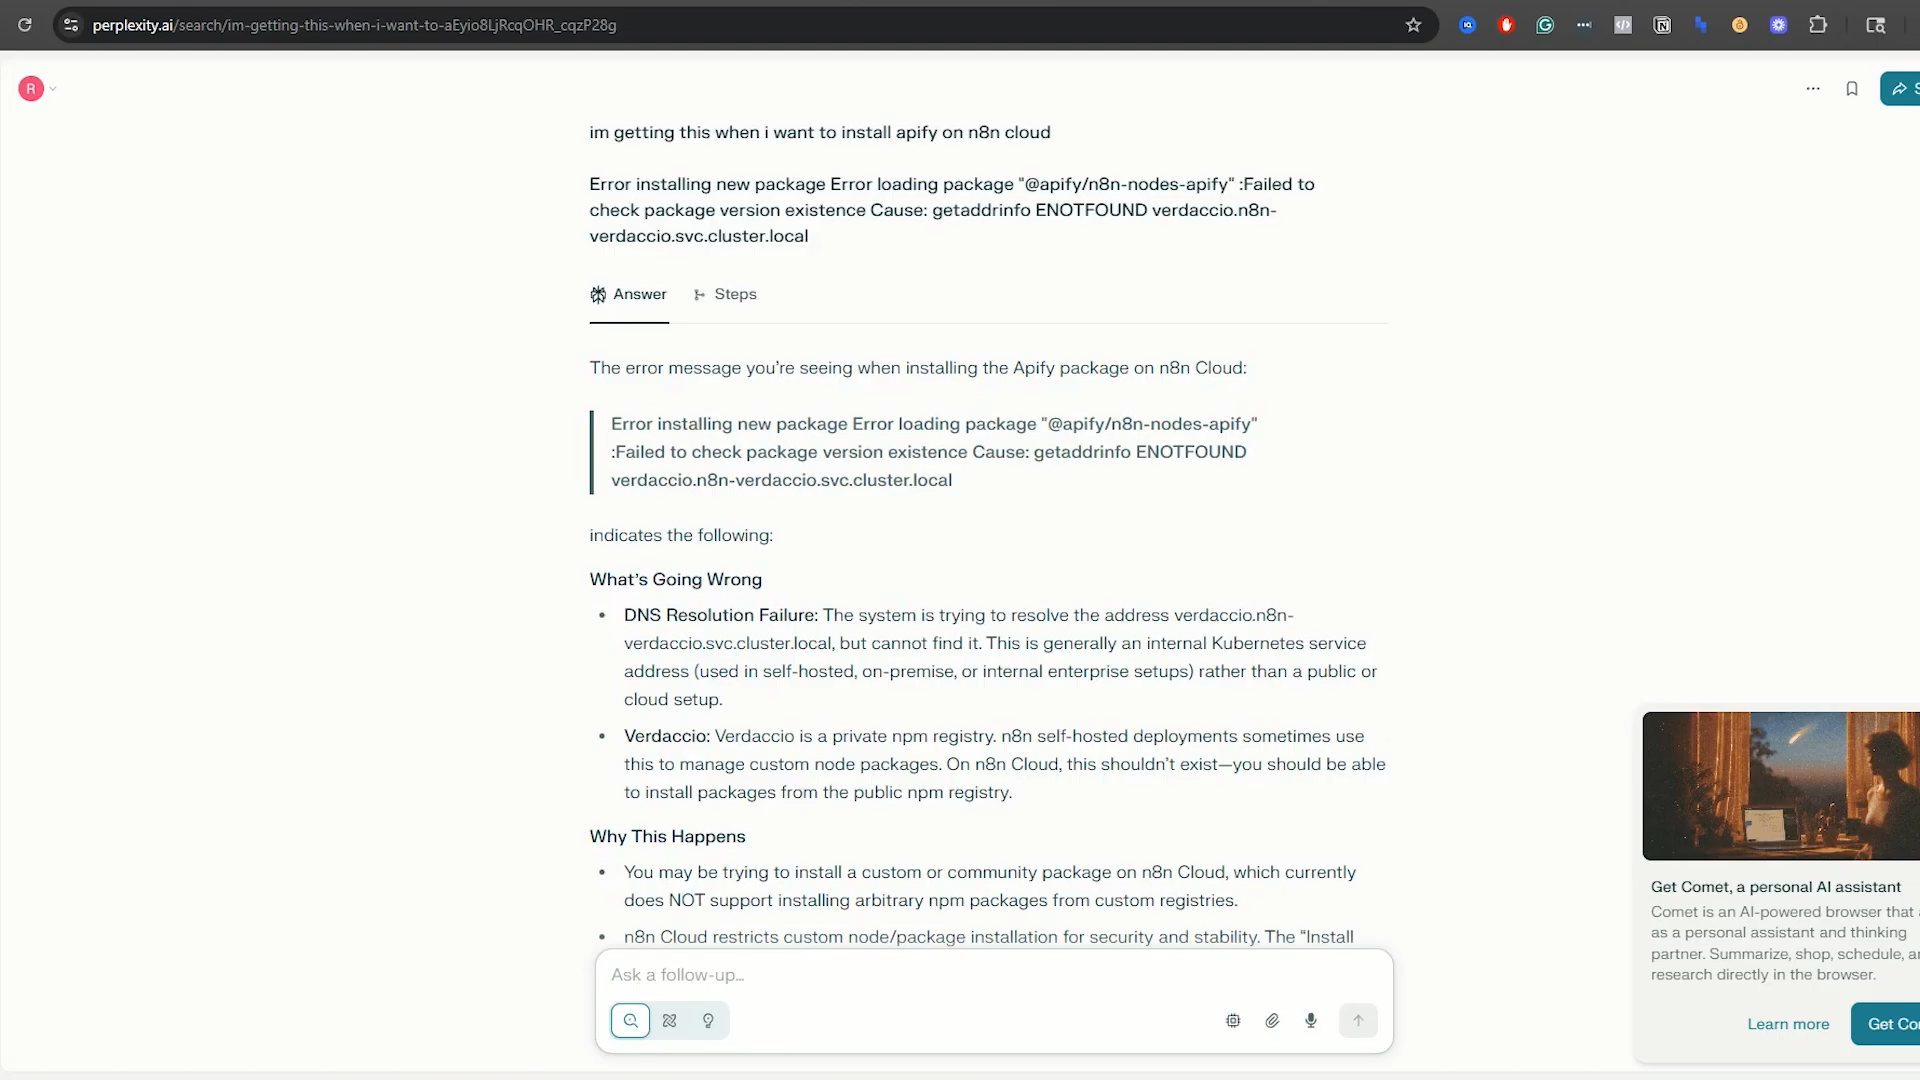 perplexity.ai/search/im-getting-this-when-i-want-to-aEyio8LjRcqOHR_cqzP28g
R
im getting this when i want to install apify on n8n cloud
Error installing new package Error loading package "@apify/n8n-nodes-apify" :Failed to
check package version existence Cause: getaddrinfo ENOTFOUND verdaccio.n8n-
verdaccio.svc.cluster.local
Answer
Steps
The error message you're seeing when installing the Apify package on n8n Cloud:
Error installing new package Error loading package "@apify/n8n-nodes-apify"
:Failed to check package version existence Cause: getaddrinfo ENOTFOUND
verdaccio.n8n-verdaccio.svc.cluster.local
indicates the following:
What's Going Wrong
• DNS Resolution Failure: The system is trying to resolve the address verdaccio.n8n-
verdaccio.svc.cluster.local, but cannot find it. This is generally an internal Kubernetes service
address (used in self-hosted, on-premise, or internal enterprise setups) rather than a public or
cloud setup.
• Verdaccio: Verdaccio is a private npm registry. n8n self-hosted deployments sometimes use
this to manage custom node packages. On n8n Cloud, this shouldn't exist—you should be able
to install packages from the public npm registry.
Why This Happens
• You may be trying to install a custom or community package on n8n Cloud, which currently
does NOT support installing arbitrary npm packages from custom registries.
• n8n Cloud restricts custom node/package installation for security and stability. The “Install
Ask a follow-up...
Get Comet, a personal AI assistant
Comet is an AI-powered browser that
as a personal assistant and thinking
partner. Summarize, shop, schedule,
research directly in the browser.
Learn more
Get